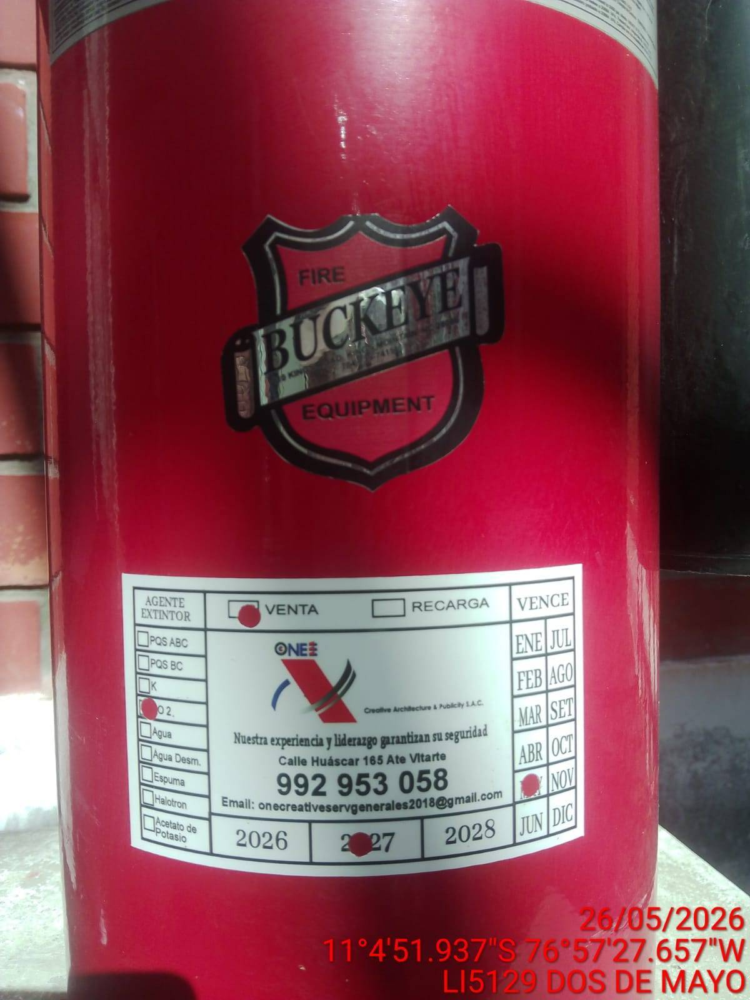 FIRE
BUCKEYE
EQUIPMENT
AGENTE
EXTINTOR
VENTA
RECARGA
VENCE
PQS ABC
PQS BC
K
O 2.
Agua
Agua Desm.
Espuma
Halotron
Acetato de
Potasio
ONE
Creative Architecture & Publicity S.A.C.
Nuestra experiencia y liderazgo garantizan su seguridad
Calle Huáscar 165 Ate Vitarte
992 953 058
Email: onecreativeservgenerales2018@gmail.com
2026
2027
2028
ENE JUL
FEB AGO
MAR SET
ABR OCT
NOV
JUN DIC
26/05/2026
11°4'51.937"S 76°57'27.657"W
LI5129 DOS DE MAYO